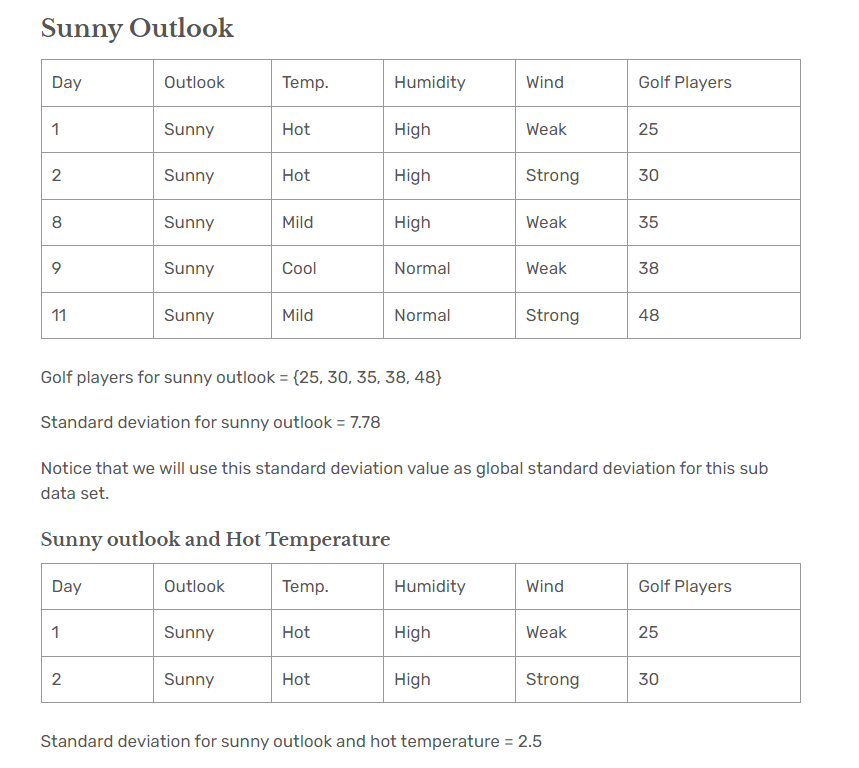 Sunny Outlook
Day Outlook Temp. Humidity Wind Golf Players
1 Sunny Hot High Weak 25
2 Sunny Hot High Strong 30
8 Sunny Mild High Weak 35
9 Sunny Cool Normal Weak 38
11 Sunny Mild Normal Strong 48
Golf players for sunny outlook = {25, 30, 35, 38, 48}
Standard deviation for sunny outlook = 7.78
Notice that we will use this standard deviation value as global standard deviation for this sub
data set.
Sunny outlook and Hot Temperature
Day Outlook Temp. Humidity Wind Golf Players
1 Sunny Hot High Weak 25
2 Sunny Hot High Strong 30
Standard deviation for sunny outlook and hot temperature = 2.5